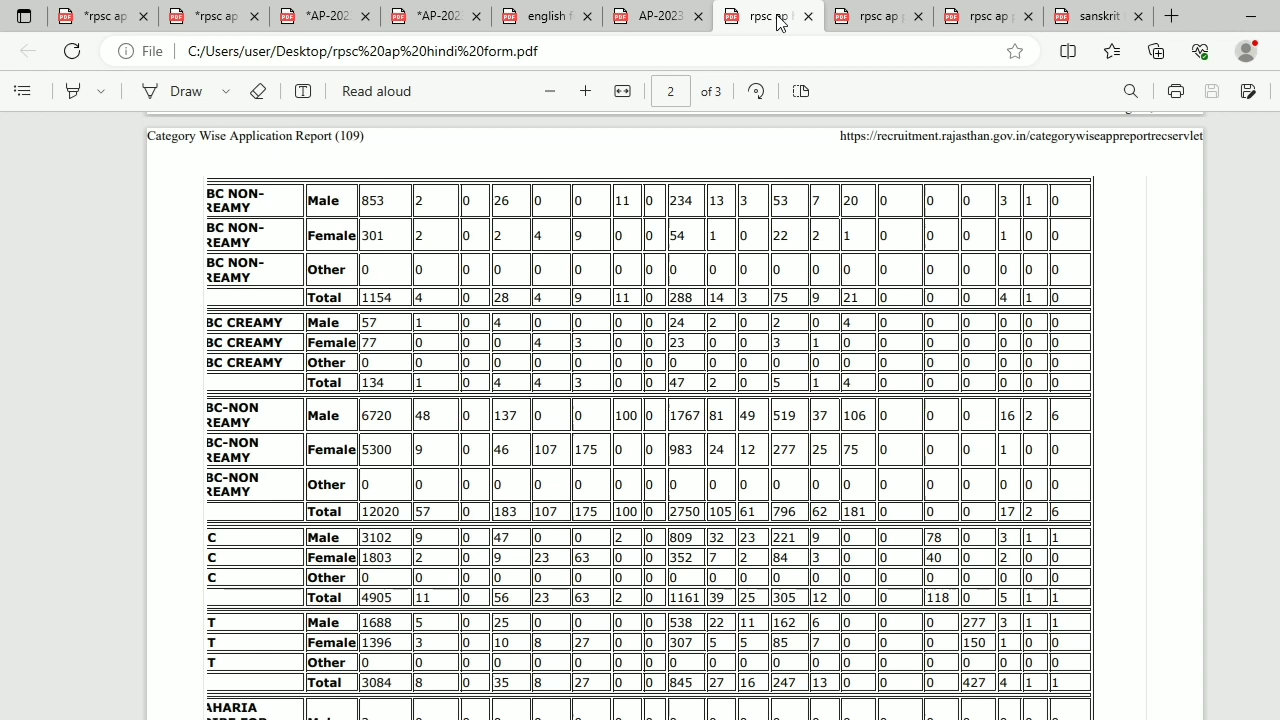 *rpsc ap
*rpsc ap
*AP-202
*AP-202
english f
AP-2023
rpsc ap
rpsc ap
rpsc ap
sanskrit
File
C:/Users/user/Desktop/rpsc%20ap%20hindi%20form.pdf
Draw
Read aloud
2 of 3
Category Wise Application Report (109) https://recruitment.rajasthan.gov.in/categorywiseappreportrecservlet
BC NON-
REAMY Male 853 2 0 26 0 0 11 0 234 13 3 53 7 20 0 0 0 3 1 0
BC NON-
REAMY Female 301 2 0 2 4 9 0 0 54 1 0 22 2 1 0 0 0 1 0 0
BC NON-
REAMY Other 0 0 0 0 0 0 0 0 0 0 0 0 0 0 0 0 0 0 0 0
Total 1154 4 0 28 4 9 11 0 288 14 3 75 9 21 0 0 0 4 1 0
BC CREAMY Male 57 1 0 4 0 0 0 0 24 2 0 2 0 4 0 0 0 0 0 0
BC CREAMY Female 77 0 0 0 4 3 0 0 23 0 0 3 1 0 0 0 0 0 0 0
BC CREAMY Other 0 0 0 0 0 0 0 0 0 0 0 0 0 0 0 0 0 0 0 0
Total 134 1 0 4 4 3 0 0 47 2 0 5 1 4 0 0 0 0 0 0
BC-NON
REAMY Male 6720 48 0 137 0 0 100 0 1767 81 49 519 37 106 0 0 0 16 2 6
BC-NON
REAMY Female 5300 9 0 46 107 175 0 0 983 24 12 277 25 75 0 0 0 1 0 0
BC-NON
REAMY Other 0 0 0 0 0 0 0 0 0 0 0 0 0 0 0 0 0 0 0 0
Total 12020 57 0 183 107 175 100 0 2750 105 61 796 62 181 0 0 0 17 2 6
C Male 3102 9 0 47 0 0 2 0 809 32 23 221 9 0 0 78 0 3 1 1
C Female 1803 2 0 9 23 63 0 0 352 7 2 84 3 0 0 40 0 2 0 0
C Other 0 0 0 0 0 0 0 0 0 0 0 0 0 0 0 0 0 0 0 0
Total 4905 11 0 56 23 63 2 0 1161 39 25 305 12 0 0 118 0 5 1 1
T Male 1688 5 0 25 0 0 0 0 538 22 11 162 6 0 0 0 277 3 1 1
T Female 1396 3 0 10 8 27 0 0 307 5 5 85 7 0 0 0 150 1 0 0
T Other 0 0 0 0 0 0 0 0 0 0 0 0 0 0 0 0 0 0 0 0
Total 3084 8 0 35 8 27 0 0 845 27 16 247 13 0 0 0 427 4 1 1
AHARIA